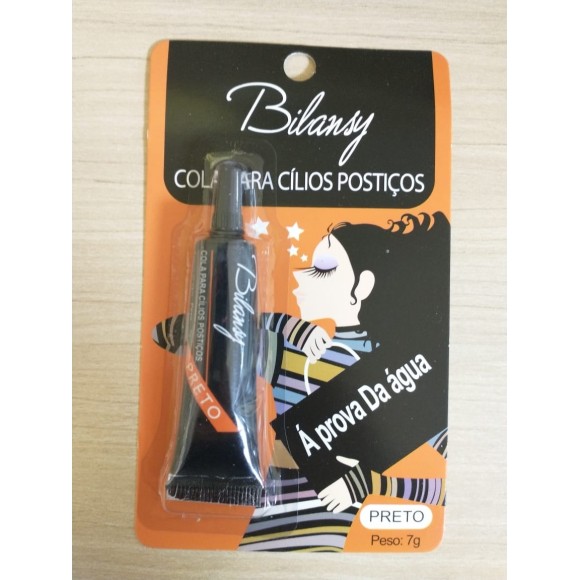 Bilansy
COLA PARA CÍLIOS POSTIÇOS
Bilansy
COLA PARA CÍLIOS POSTIÇOS
PRETO
Á prova Da água
PRETO
Peso: 7g